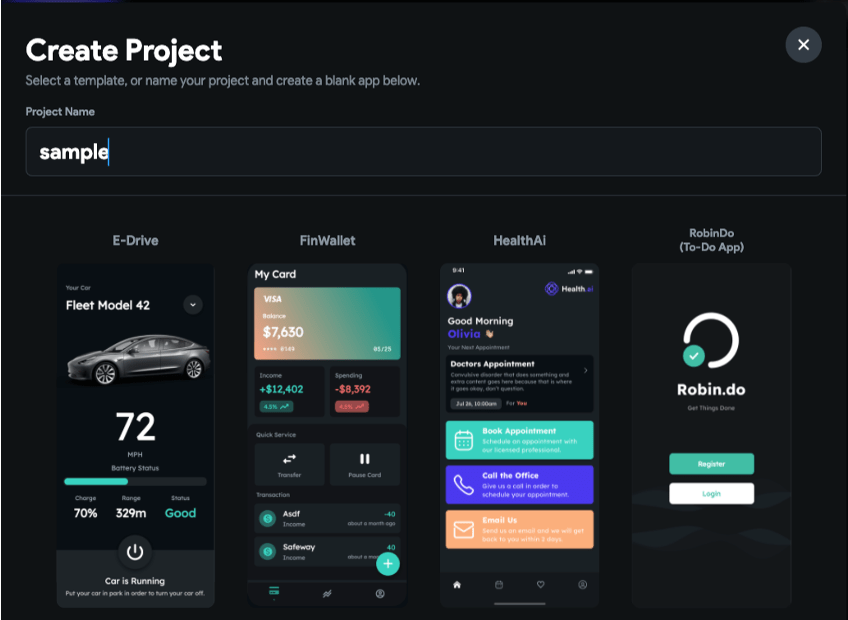 Create Project
Select a template, or name your project and create a blank app below.
Project Name
sample
E-Drive
Your Car
Fleet Model 42
72
MPH
Battery Status
Charge Range Status
70% 329m Good
Car is Running
Put your car in park in order to turn your car off.
FinWallet
My Card
VISA
Balance
$7,630
05/25
Income Spending
+$12,402 -$8,392
4.5% 4.5%
Quick Service
Transfer Pause Card
Transaction
Asdf -40
Income about a month ago
Safeway 40
Income about a
HealthAi
9:41
Health ai
Good Morning
Olivia 👋🏼
Your Next Appointment
Doctors Appointment
Convulsive disorder that does something and
extra content goes here because that is where
it goes okay, don't question.
Jul 26, 10:00am For You
Book Appointment
Schedule an appointment with
our licensed professional.
Call the Office
Give us a call in order to
schedule your appointment.
Email Us
Send us an email and we will get
back to you within 2 days
RobinDo
(To-Do App)
Robin.do
Get Things Done
Register
Login